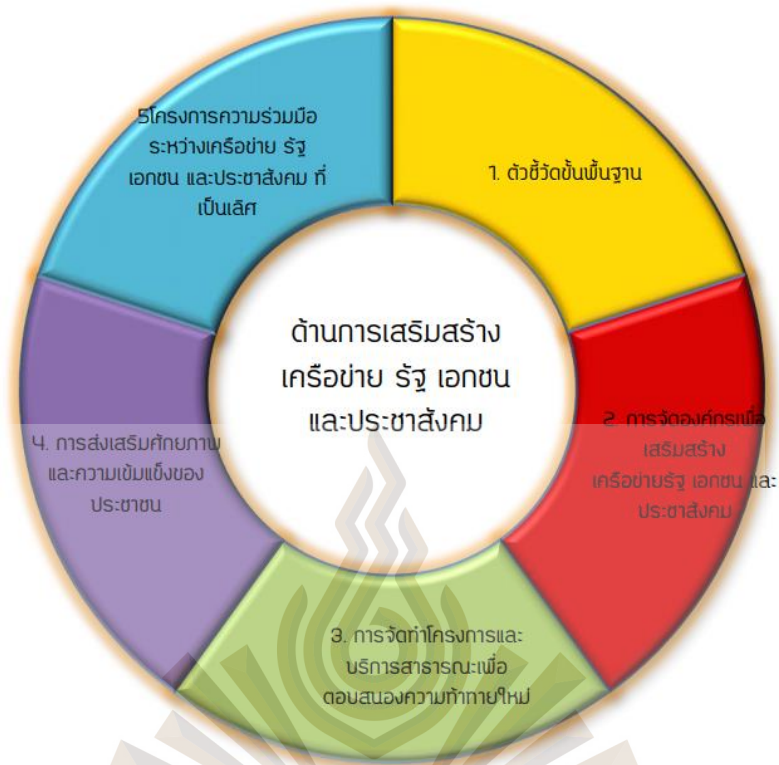 5โครงการความร่วมมือ
ระหว่างเครือข่าย รัฐ
เอกชน และประชาสังคม ที่
เป็นเลิศ
1. ตัวชี้วัดขั้นพื้นฐาน
ด้านการเสริมสร้าง
เครือข่าย รัฐ เอกชน
และประชาสังคม
2. การจัดองค์กรเพื่อ
เสริมสร้าง
เครือข่ายรัฐ เอกชน และ
ประชาสังคม
4. การส่งเสริมศักยภาพ
และความเข้มแข็งของ
ประชาชน
3. การจัดทำโครงการและ
บริการสาธารณะเพื่อ
ตอบสนองความท้าทายใหม่